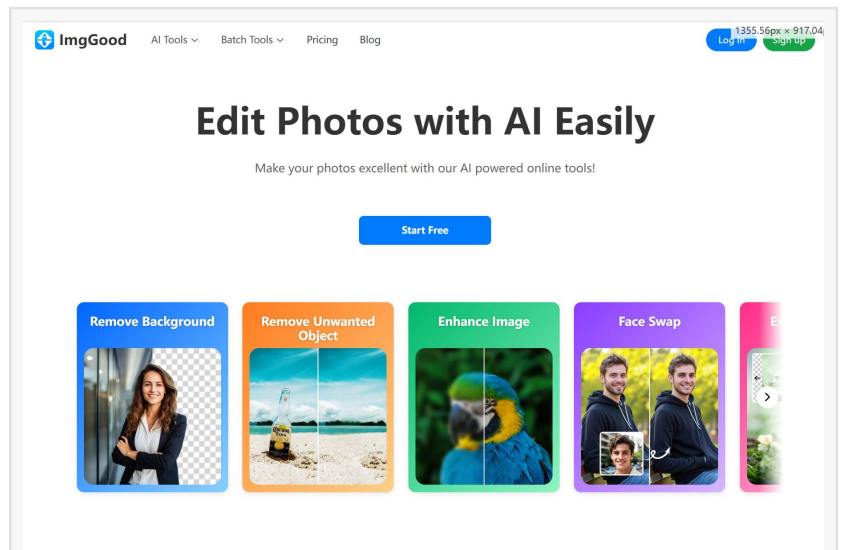 ImgGood
AI Tools
Batch Tools
Pricing
Blog
Log in
Sign up
1355.56px × 917.04
Edit Photos with AI Easily
Make your photos excellent with our AI powered online tools!
Start Free
Remove Background
Remove Unwanted
Object
Enhance Image
Face Swap